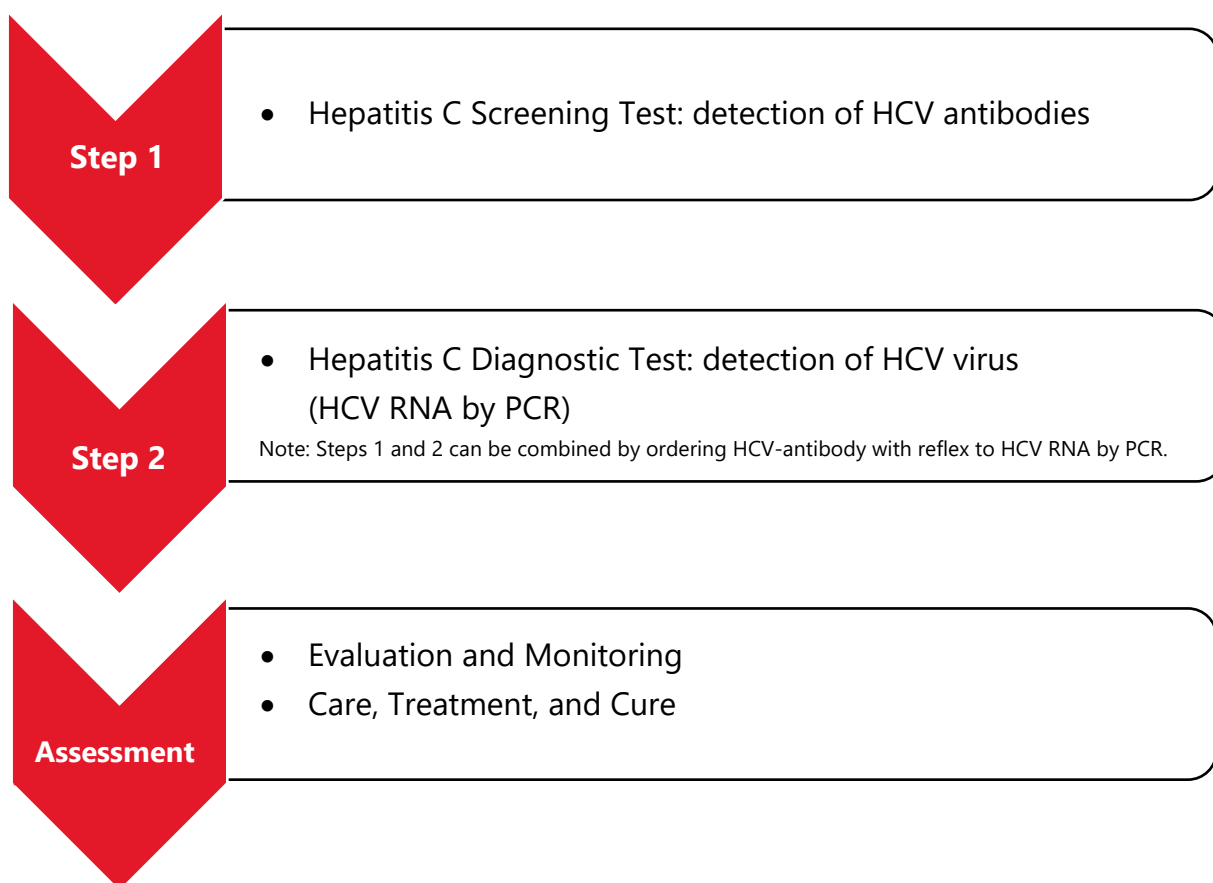 Step 1
• Hepatitis C Screening Test: detection of HCV antibodies
Step 2
• Hepatitis C Diagnostic Test: detection of HCV virus
(HCV RNA by PCR)
Note: Steps 1 and 2 can be combined by ordering HCV-antibody with reflex to HCV RNA by PCR.
Assessment
• Evaluation and Monitoring
• Care, Treatment, and Cure